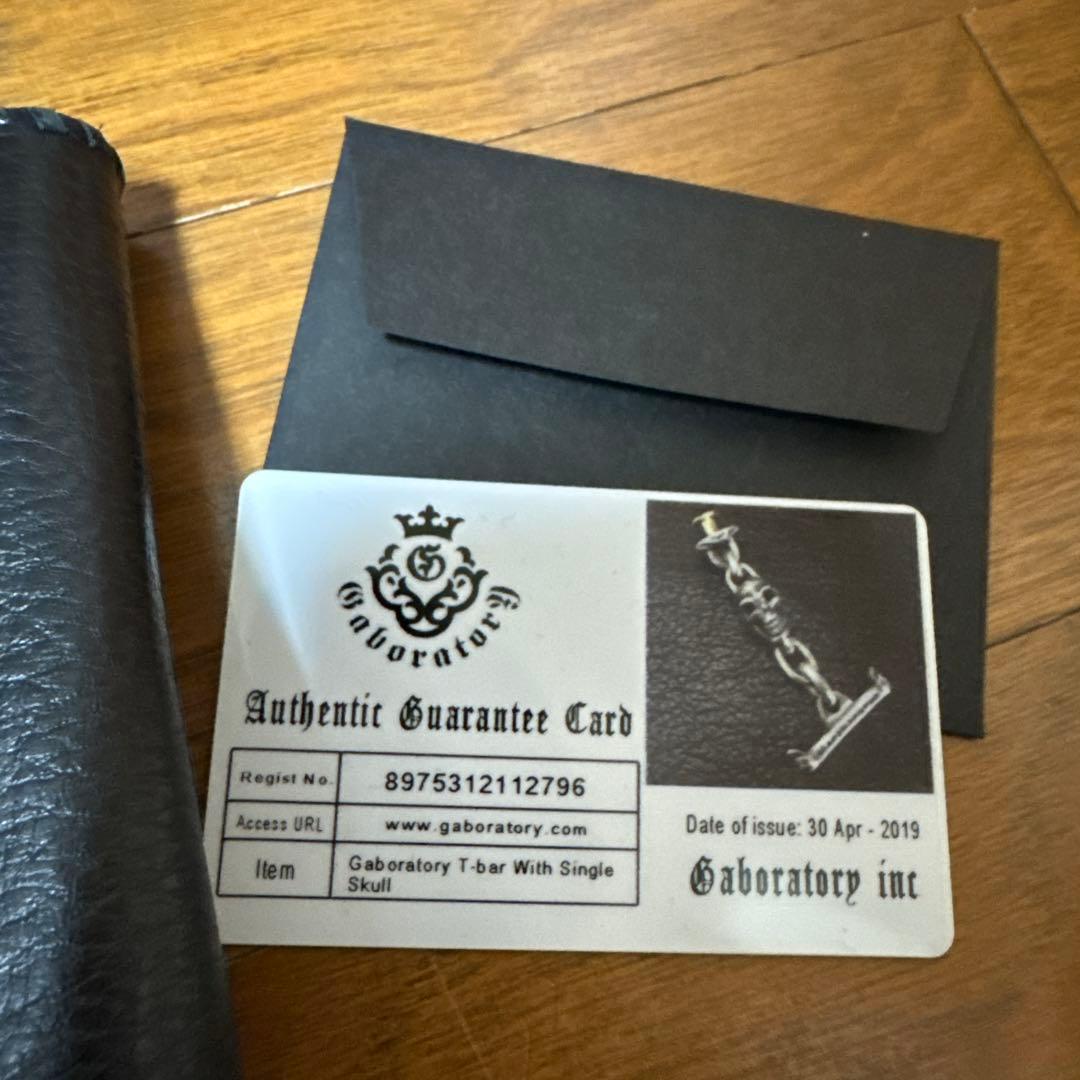 G
Gaboratory
Authentic Guarantee Card
Regist No. 8975312112796
Access URL www.gaboratory.com
Item Gaboratory T-bar With Single
Skull
Date of issue: 30 Apr - 2019
Gaboratory inc